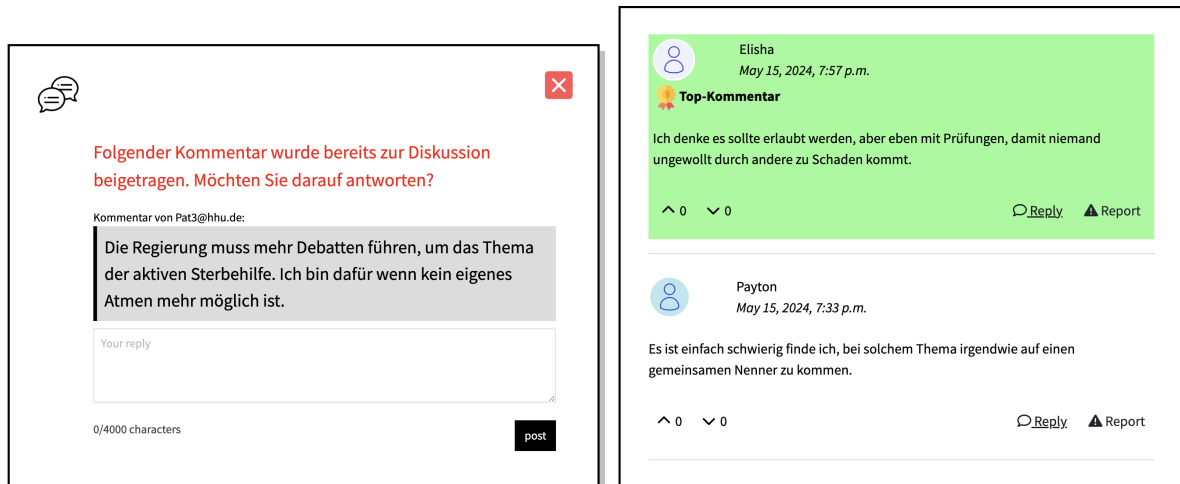 Folgender Kommentar wurde bereits zur Diskussion
beigetragen. Möchten Sie darauf antworten?
Kommentar von Pat3@hhu.de:
Die Regierung muss mehr Debatten führen, um das Thema
der aktiven Sterbehilfe. Ich bin dafür wenn kein eigenes
Atmen mehr möglich ist.
Your reply
0/4000 characters
post
Elisha
May 15, 2024, 7:57 p.m.
Top-Kommentar
Ich denke es sollte erlaubt werden, aber eben mit Prüfungen, damit niemand
ungewollt durch andere zu Schaden kommt.
0 0 Reply Report
Payton
May 15, 2024, 7:33 p.m.
Es ist einfach schwierig finde ich, bei solchem Thema irgendwie auf einen
gemeinsamen Nenner zu kommen.
0 0 Reply Report